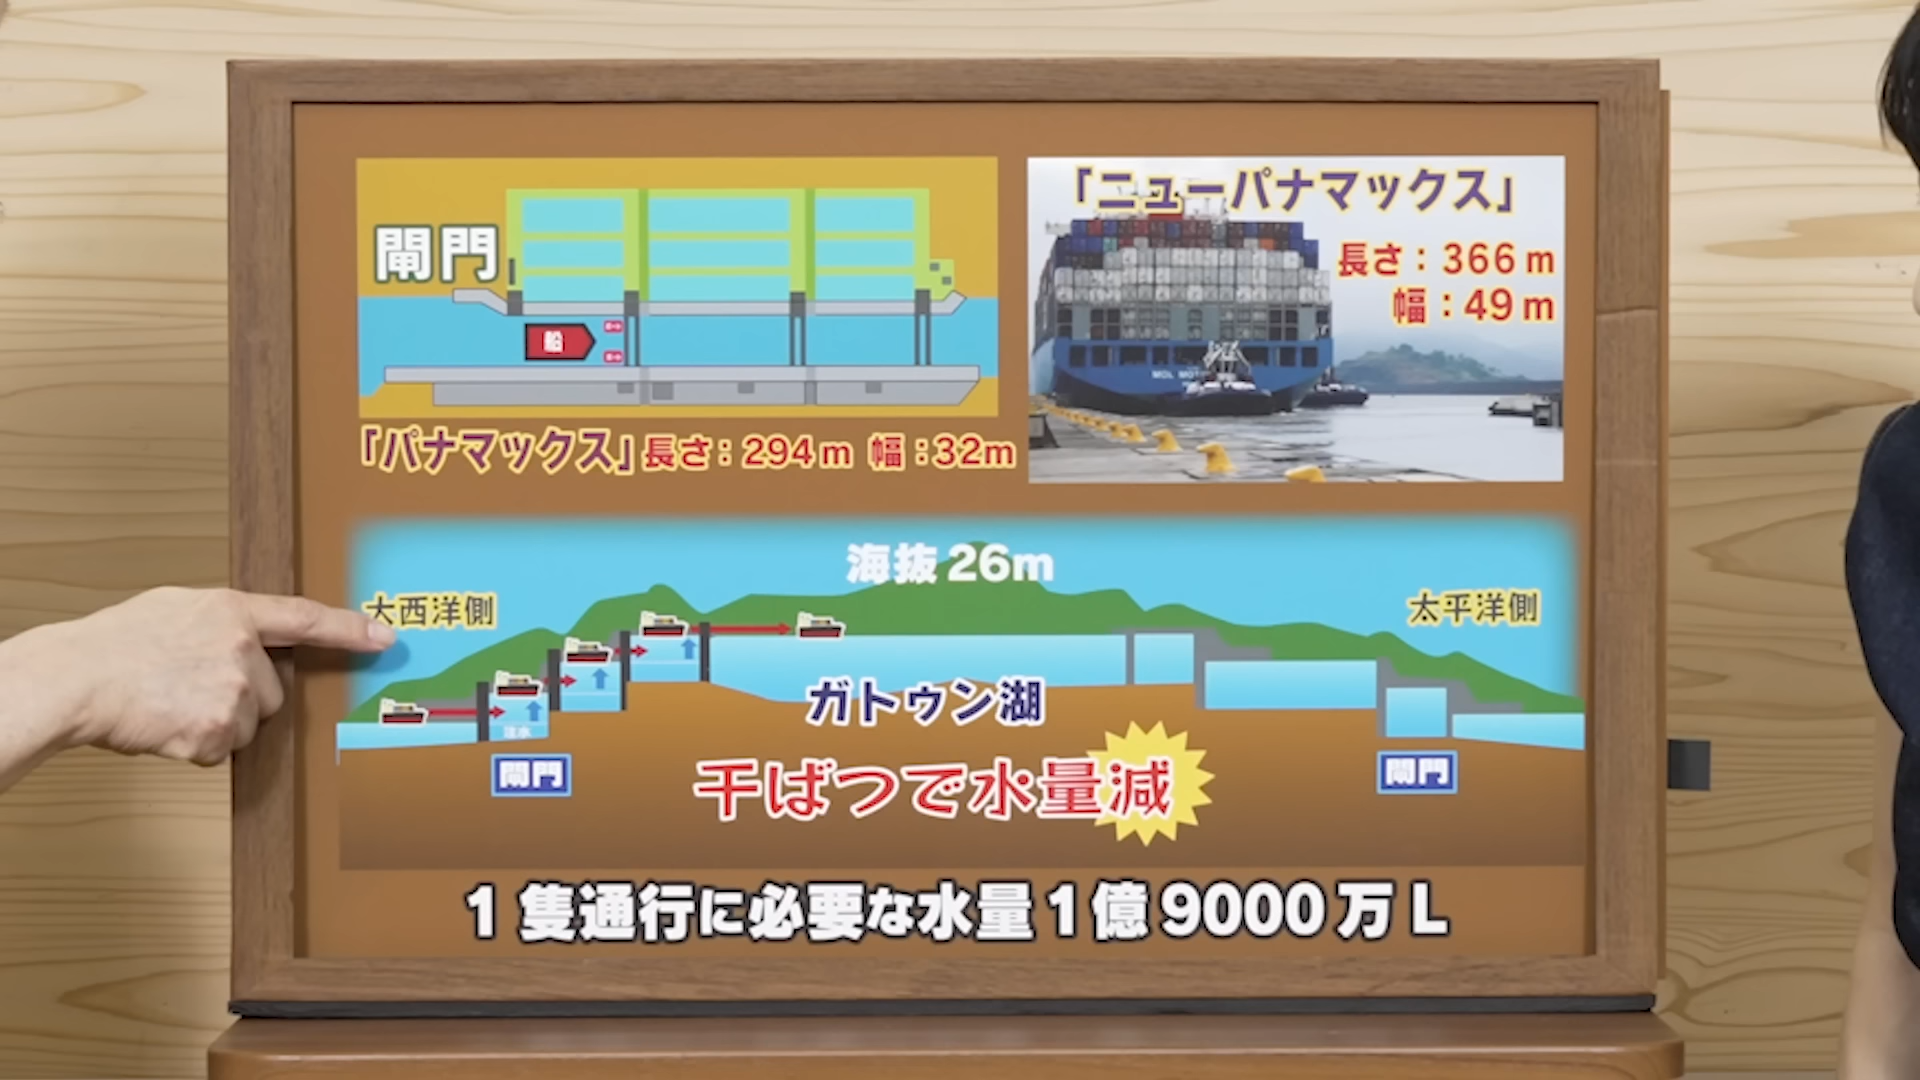 閘門
船
「パナマックス」長さ：294m 幅：32m
「ニューパナマックス」
長さ：366m
幅：49m
MOL
海抜26m
大西洋側
太平洋側
ガトゥン湖
注水
閘門
閘門
干ばつで水量減
1隻通行に必要な水量1億9000万L